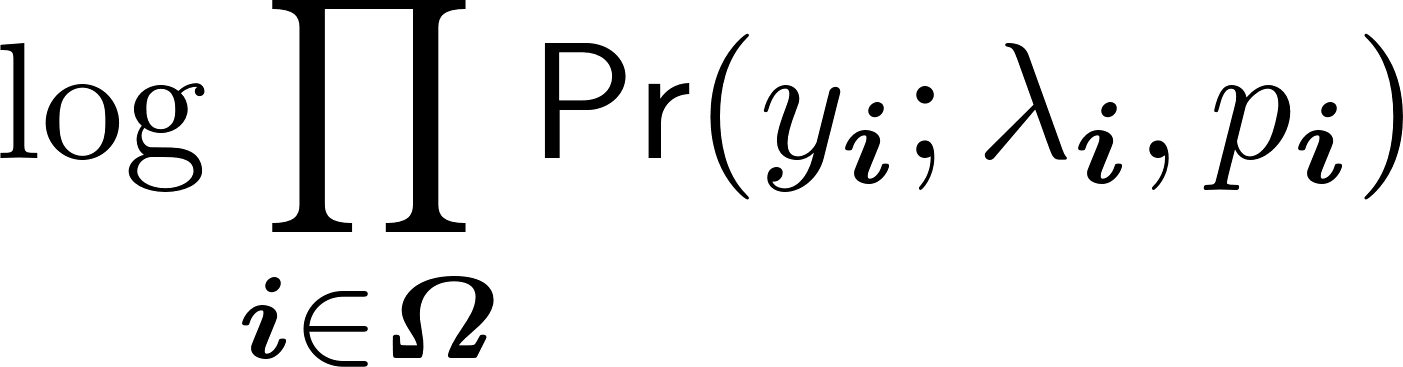 log ∏_{𝒊∈𝜴} Pr(y_𝒊; λ_𝒊, p_𝒊)